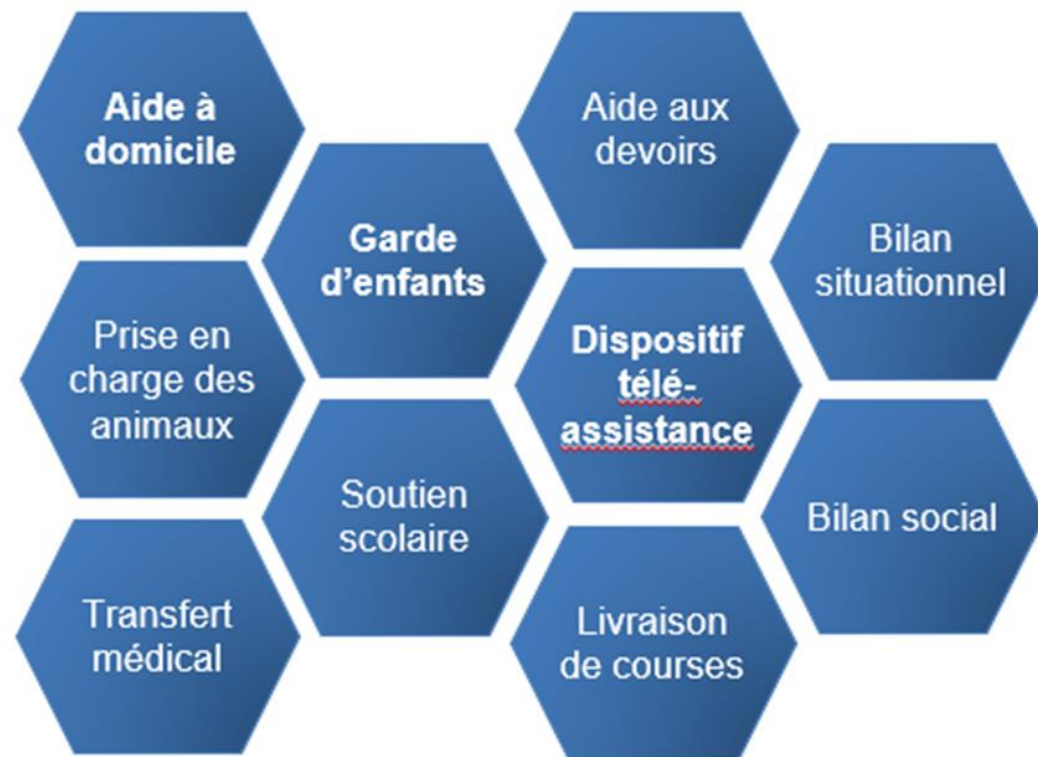 Aide à
domicile
Aide aux
devoirs
Garde
d'enfants
Bilan
situationnel
Prise en
charge des
animaux
Dispositif
télé-
assistance
Soutien
scolaire
Bilan social
Transfert
médical
Livraison
de courses